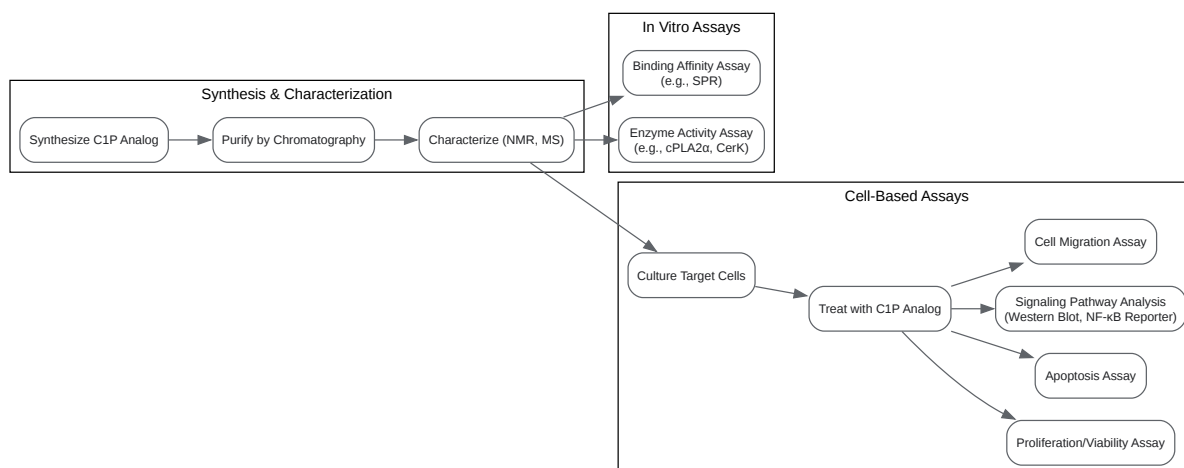 In Vitro Assays
Binding Affinity Assay
(e.g., SPR)
Enzyme Activity Assay
(e.g., cPLA2α, CerK)
Synthesis & Characterization
Synthesize C1P Analog
Purify by Chromatography
Characterize (NMR, MS)
Cell-Based Assays
Culture Target Cells
Treat with C1P Analog
Cell Migration Assay
Signaling Pathway Analysis
(Western Blot, NF-κB Reporter)
Apoptosis Assay
Proliferation/Viability Assay